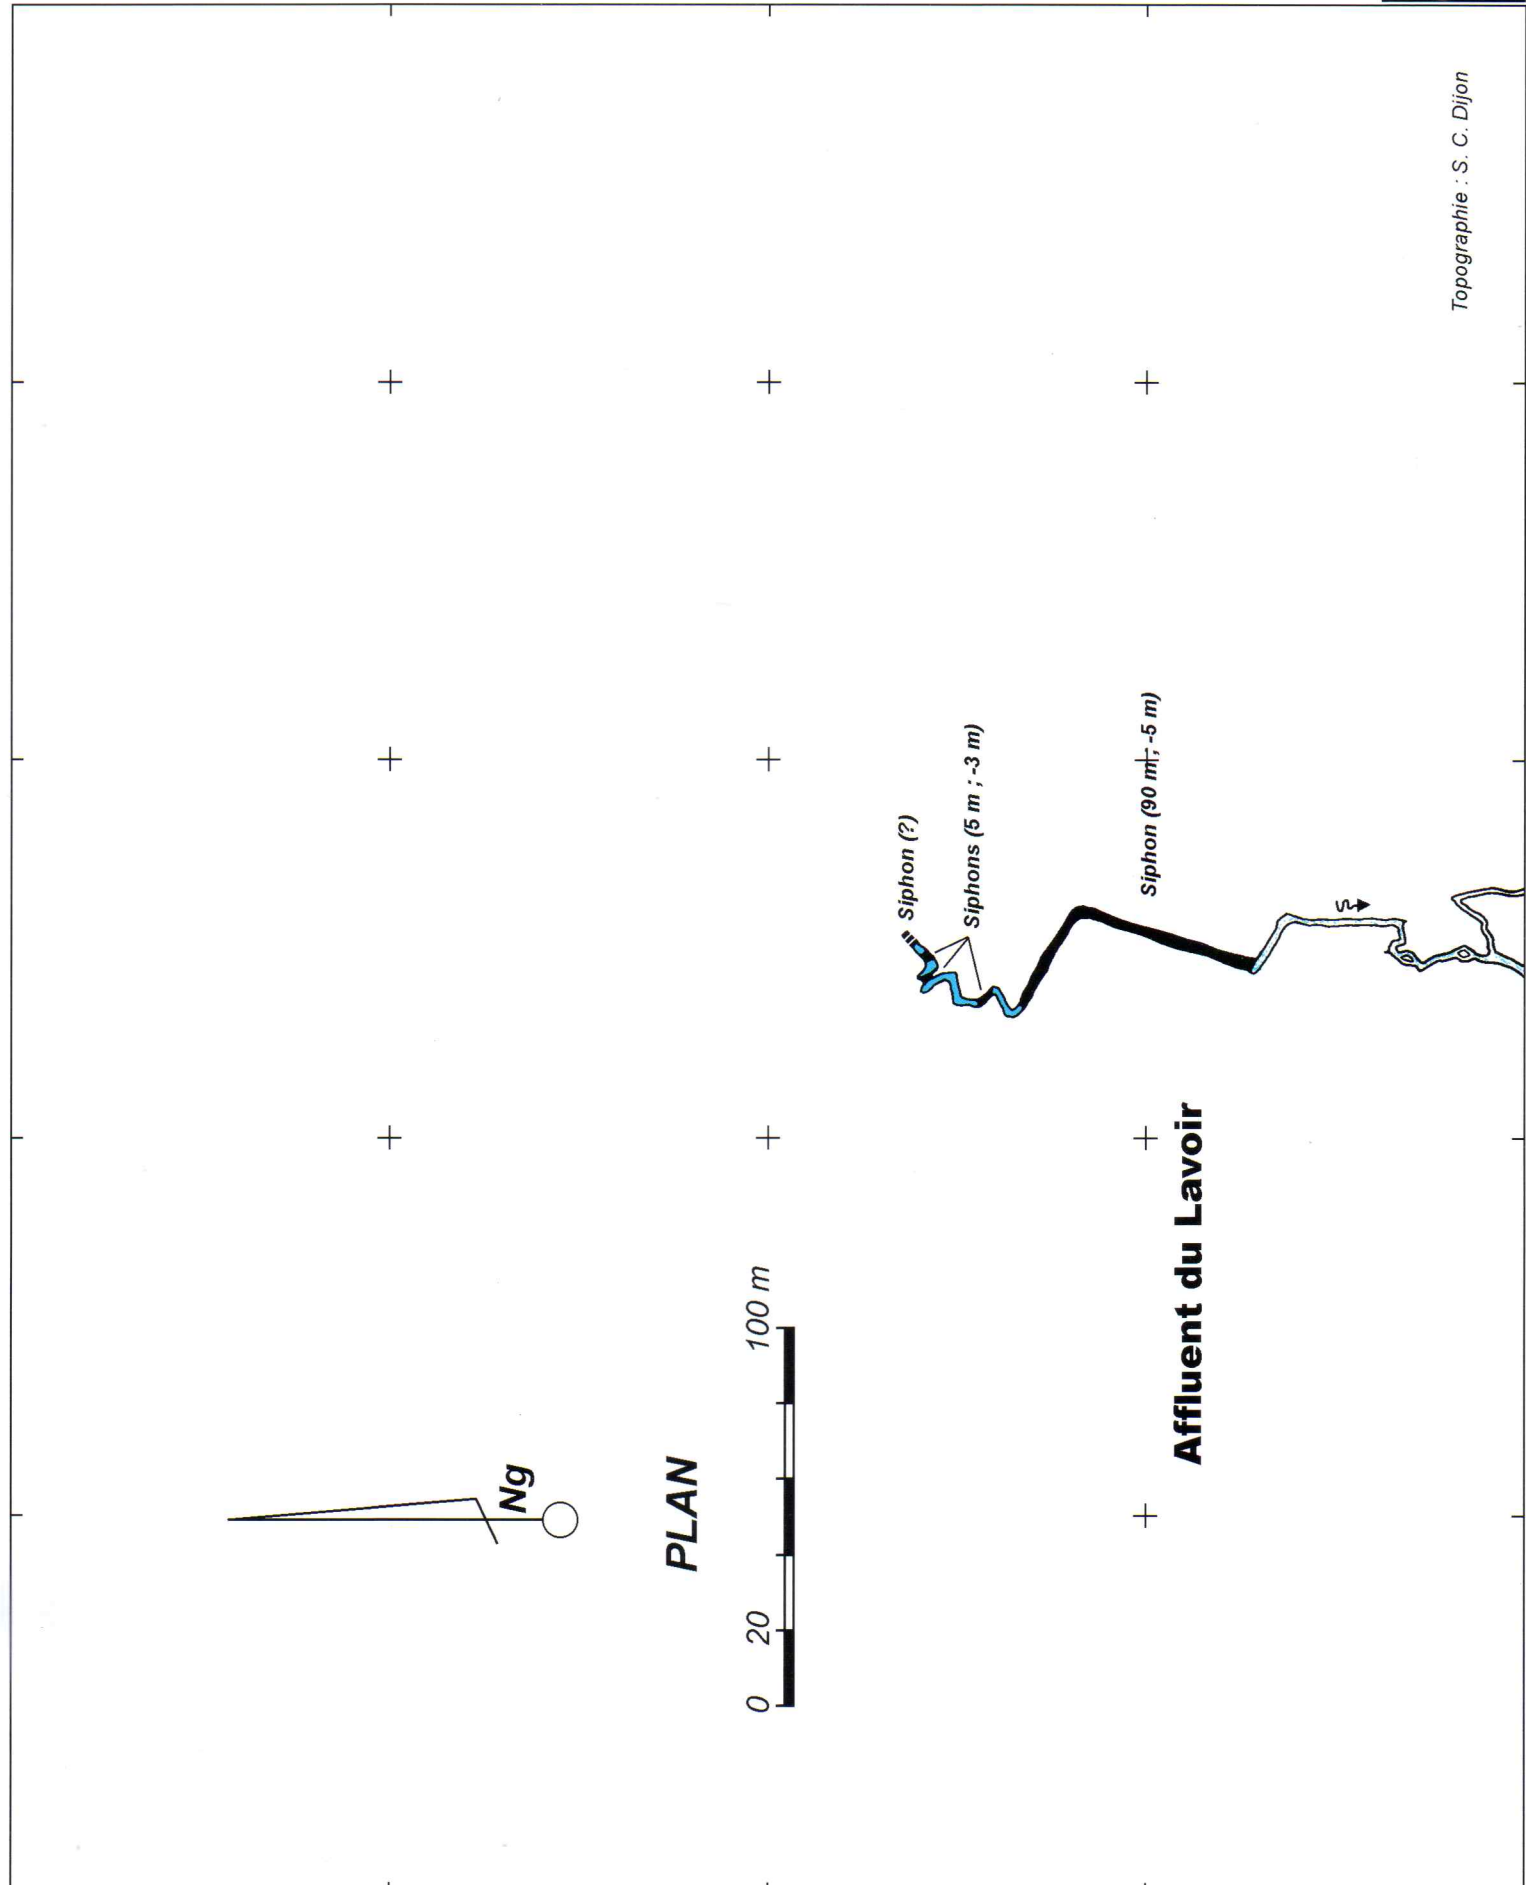 Topographie : S. C. Dijon
Siphon (?)
Siphons (5 m ; -3 m)
Siphon (90 m ; -5 m)
Ng
PLAN
0 20 100 m
Affluent du Lavoir